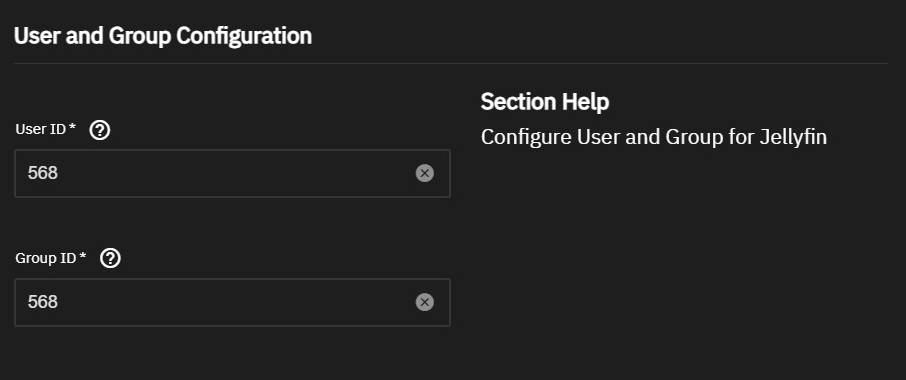 User and Group Configuration
Section Help
Configure User and Group for Jellyfin
User ID *
568
Group ID *
568